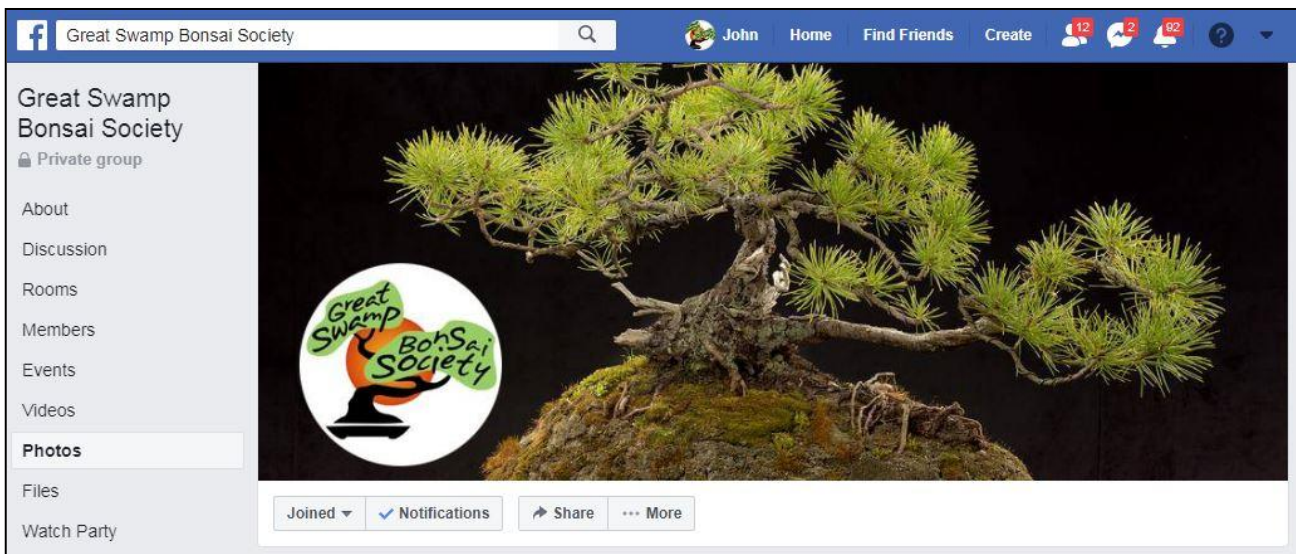 Great Swamp Bonsai Society
John Home Find Friends Create 12 2 92 ?
Great Swamp
Bonsai Society
Private group
About
Discussion
Rooms
Members
Events
Videos
Photos
Files
Watch Party
Great
Swamp
Bonsai
Society
Joined Notifications Share ••• More